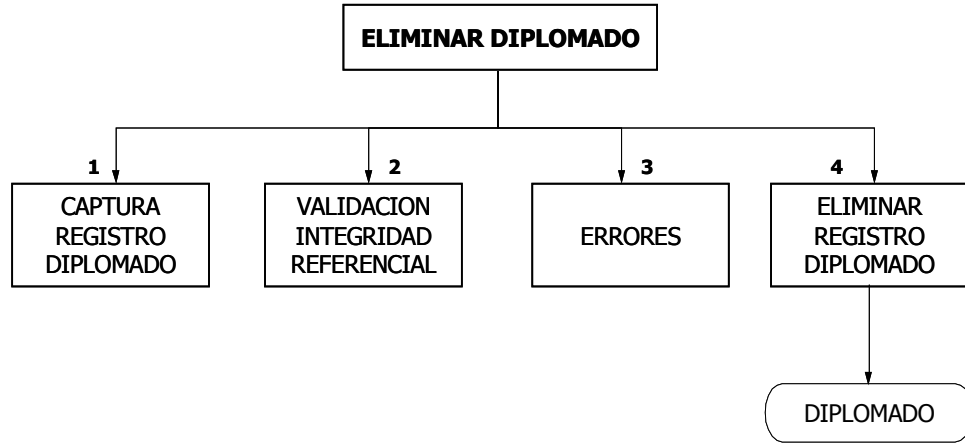 ELIMINAR DIPLOMADO
1
2
3
4
CAPTURA
REGISTRO
DIPLOMADO
VALIDACION
INTEGRIDAD
REFERENCIAL
ERRORES
ELIMINAR
REGISTRO
DIPLOMADO
DIPLOMADO